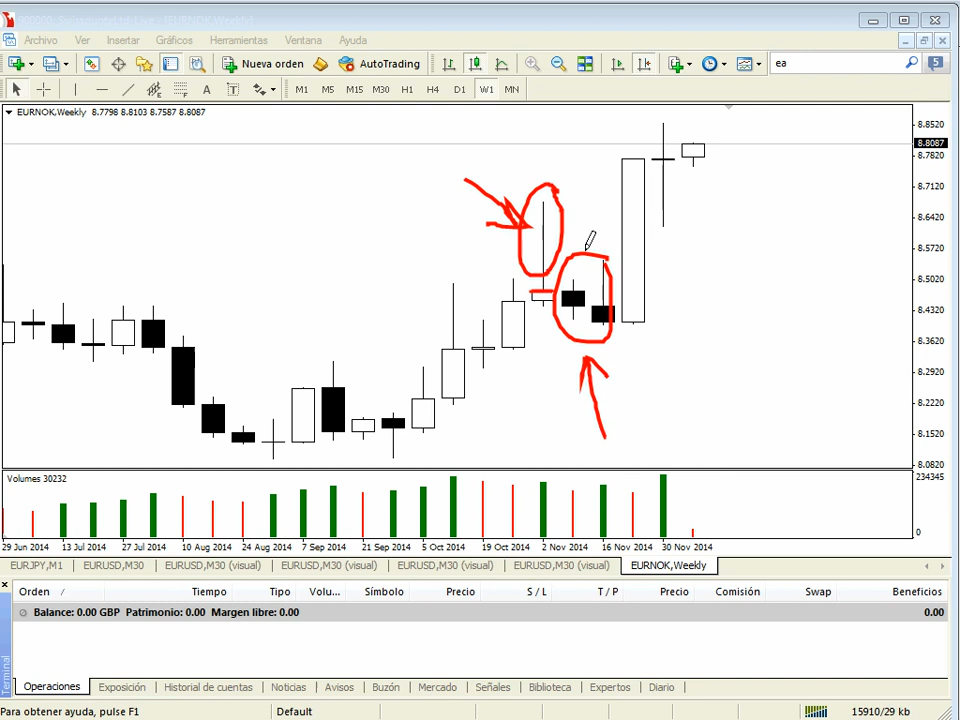 Archivo Ver Insertar Gráficos Herramientas Ventana Ayuda
Nueva orden AutoTrading ea 5
A T M1 M5 M15 M30 H1 H4 D1 W1 MN
EURNOK,Weekly 8.7798 8.8103 8.7587 8.8087
8.8520
8.8087
8.7820
8.7120
8.6420
8.5720
8.5020
8.4320
8.3620
8.2920
8.2220
8.1520
8.0820
Volumes 30232
234345
0
29 Jun 2014 13 Jul 2014 27 Jul 2014 10 Aug 2014 24 Aug 2014 7 Sep 2014 21 Sep 2014 5 Oct 2014 19 Oct 2014 2 Nov 2014 16 Nov 2014 30 Nov 2014
EURJPY,M1 EURUSD,M30 EURUSD,M30 (visual) EURUSD,M30 (visual) EURUSD,M30 (visual) EURUSD,M30 (visual) EURNOK,Weekly
Orden / Tiempo Tipo Volu... Símbolo Precio S / L T / P Precio Comisión Swap Beneficios
Balance: 0.00 GBP Patrimonio: 0.00 Margen libre: 0.00 0.00
Terminal
Operaciones Exposición Historial de cuentas Noticias Avisos Buzón Mercado Señales Biblioteca Expertos Diario
Para obtener ayuda, pulse F1 Default 15910/29 kb